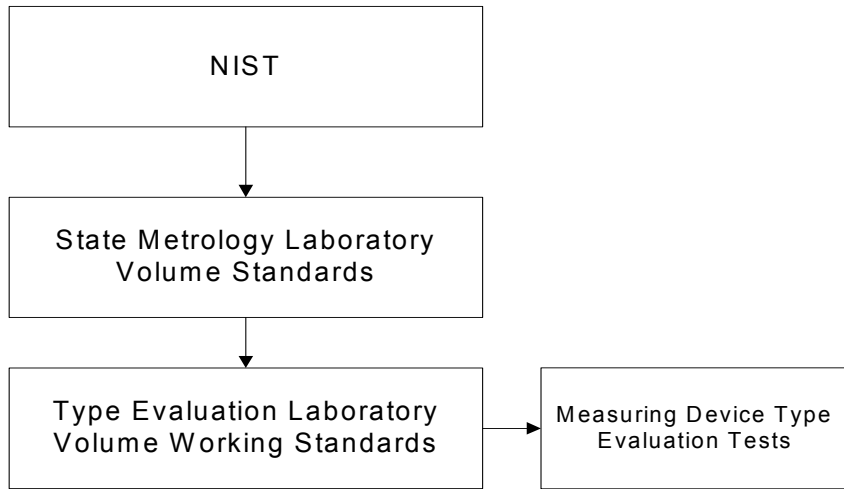 NIST
State Metrology Laboratory
Volume Standards
Type Evaluation Laboratory
Volume Working Standards
Measuring Device Type
Evaluation Tests